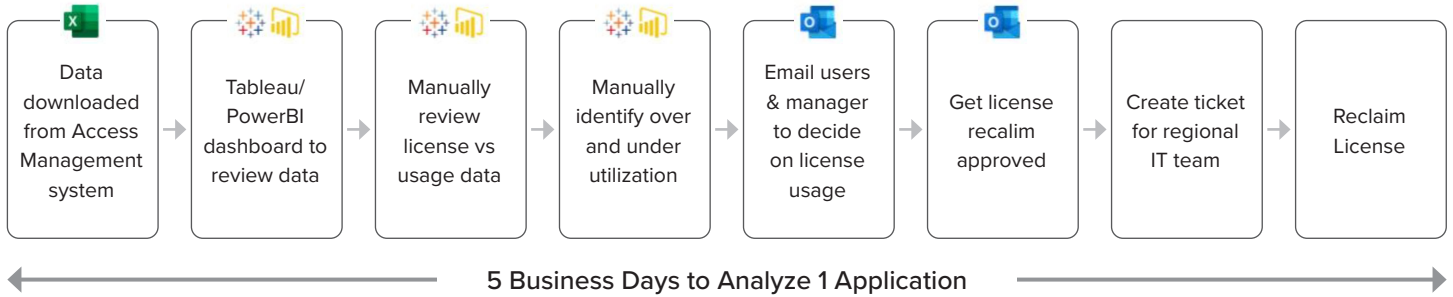 Data
downloaded
from Access
Management
system
Tableau/
PowerBI
dashboard to
review data
Manually
review
license vs
usage data
Manually
identify over
and under
utilization
Email users
& manager
to decide
on license
usage
Get license
recalim
approved
Create ticket
for regional
IT team
Reclaim
License
5 Business Days to Analyze 1 Application